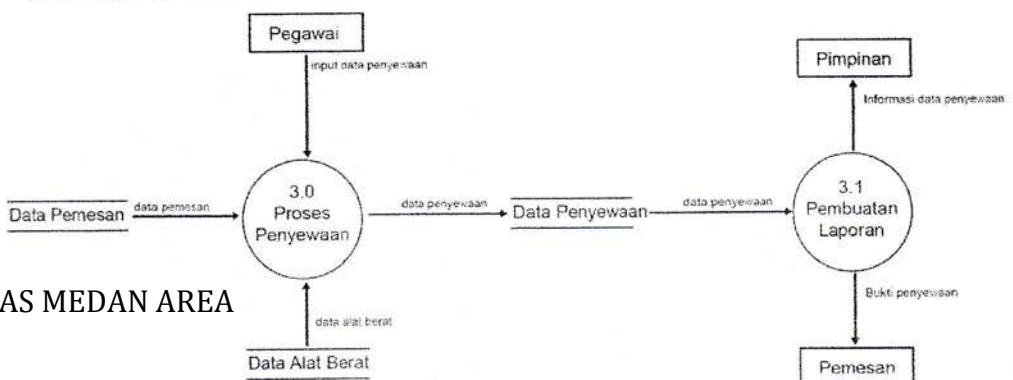 Pegawai
input data penyewaan
Pimpinan
Informasi data penyewaan
Data Pemesan
data pemesan
3.0
Proses
Penyewaan
data penyewaan
Data Penyewaan
data penyewaan
3.1
Pembuatan
Laporan
AS MEDAN AREA
data alat berat
Data Alat Berat
Bukti penyewaan
Pemesan